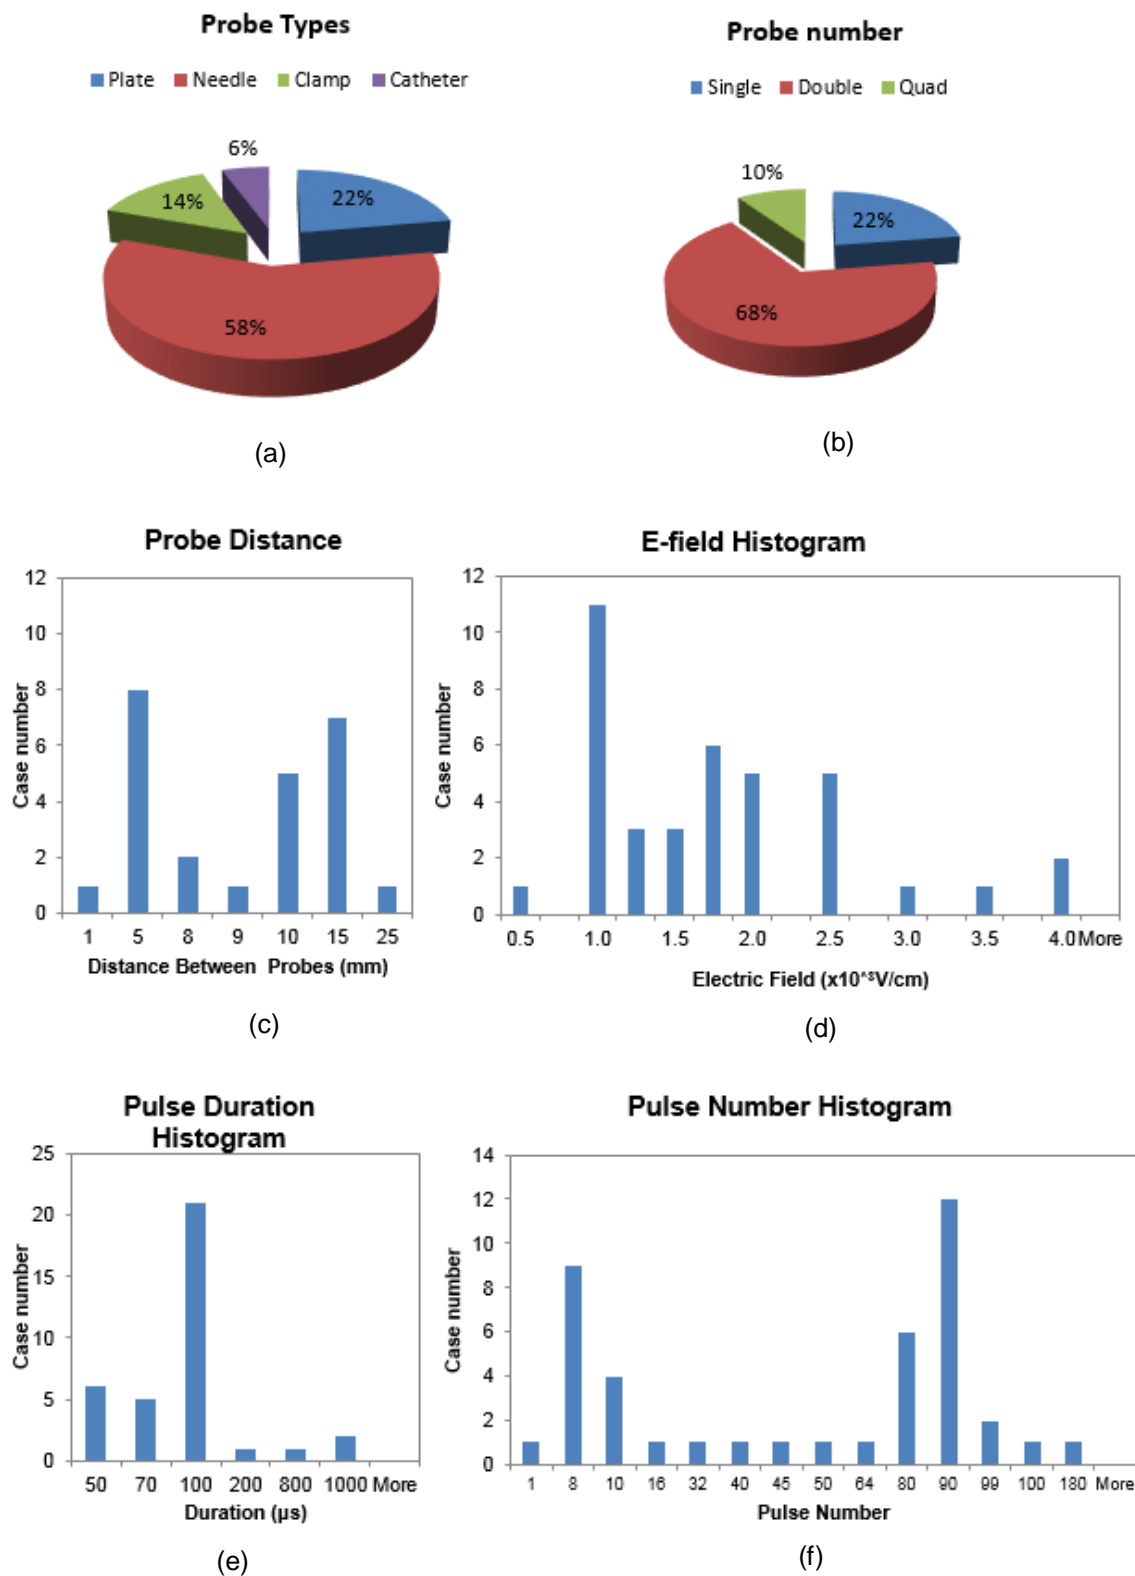 Probe Types
Plate Needle Clamp Catheter
6%
22%
14%
58%
(a)
Probe number
Single Double Quad
10%
22%
68%
(b)
Probe Distance
Case number
12
10
8
6
4
2
0
1 5 8 9 10 15 25
Distance Between Probes (mm)
(c)
E-field Histogram
Case number
12
10
8
6
4
2
0
0.5 1.0 1.5 2.0 2.5 3.0 3.5 4.0 More
Electric Field (x10^3V/cm)
(d)
Pulse Duration
Histogram
Case number
25
20
15
10
5
0
50 70 100 200 800 1000 More
Duration (µs)
(e)
Pulse Number Histogram
Case number
14
12
10
8
6
4
2
0
1 8 10 16 32 40 45 50 64 80 90 99 100 180 More
Pulse Number
(f)